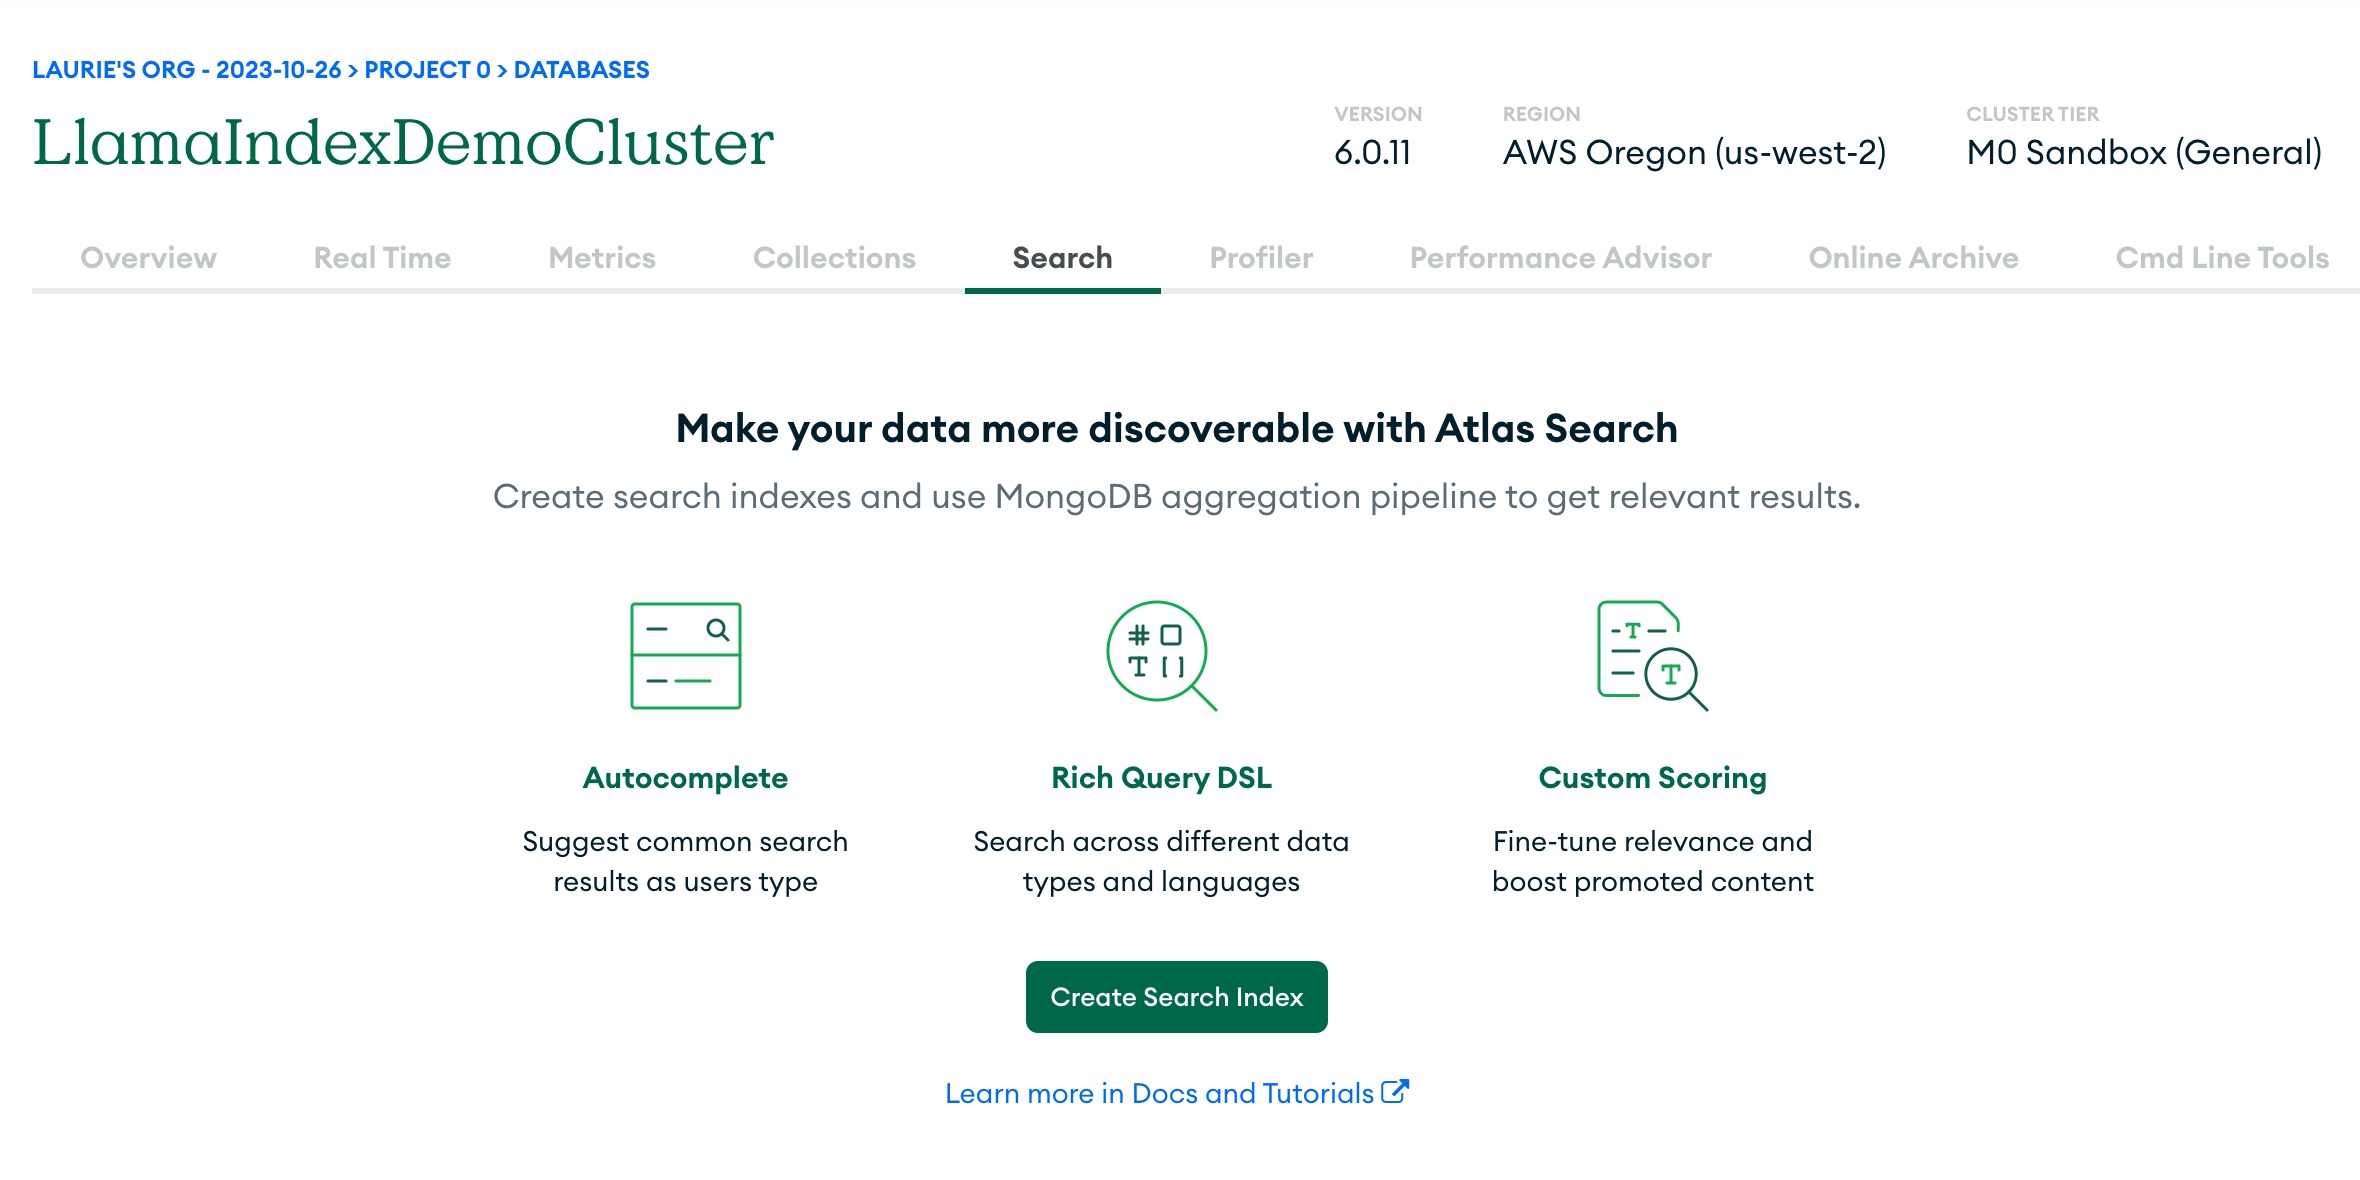 LAURIE'S ORG - 2023-10-26 > PROJECT 0 > DATABASES
LlamaIndexDemoCluster
VERSION
6.0.11
REGION
AWS Oregon (us-west-2)
CLUSTER TIER
M0 Sandbox (General)
Overview Real Time Metrics Collections Search Profiler Performance Advisor Online Archive Cmd Line Tools
Make your data more discoverable with Atlas Search
Create search indexes and use MongoDB aggregation pipeline to get relevant results.
Autocomplete
Suggest common search
results as users type
Rich Query DSL
Search across different data
types and languages
Custom Scoring
Fine-tune relevance and
boost promoted content
Create Search Index
Learn more in Docs and Tutorials